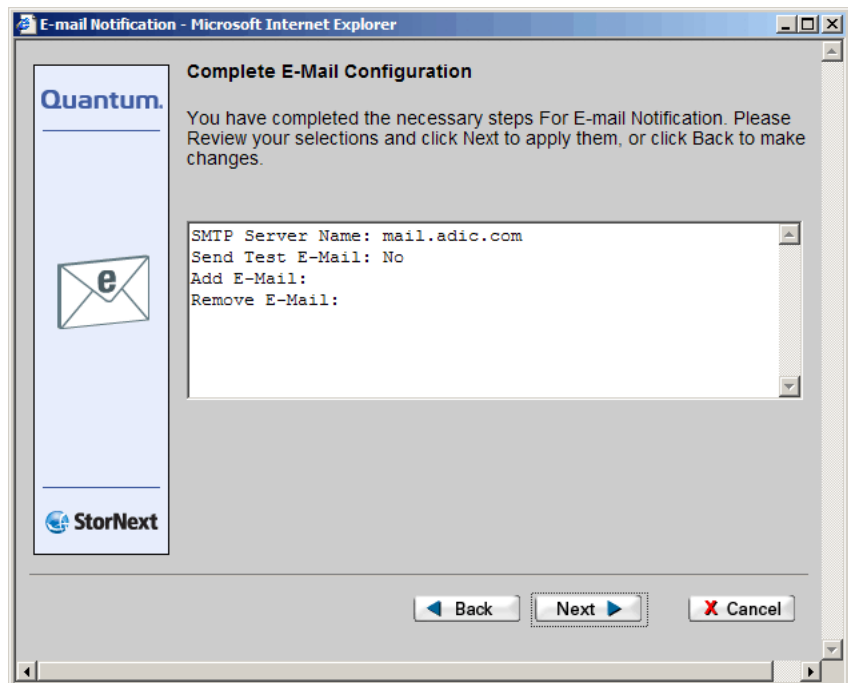 E-mail Notification - Microsoft Internet Explorer
Quantum.
Complete E-Mail Configuration
You have completed the necessary steps For E-mail Notification. Please
Review your selections and click Next to apply them, or click Back to make
changes.
SMTP Server Name: mail.adic.com
Send Test E-Mail: No
Add E-Mail:
Remove E-Mail:
e
StorNext
Back
Next
X Cancel